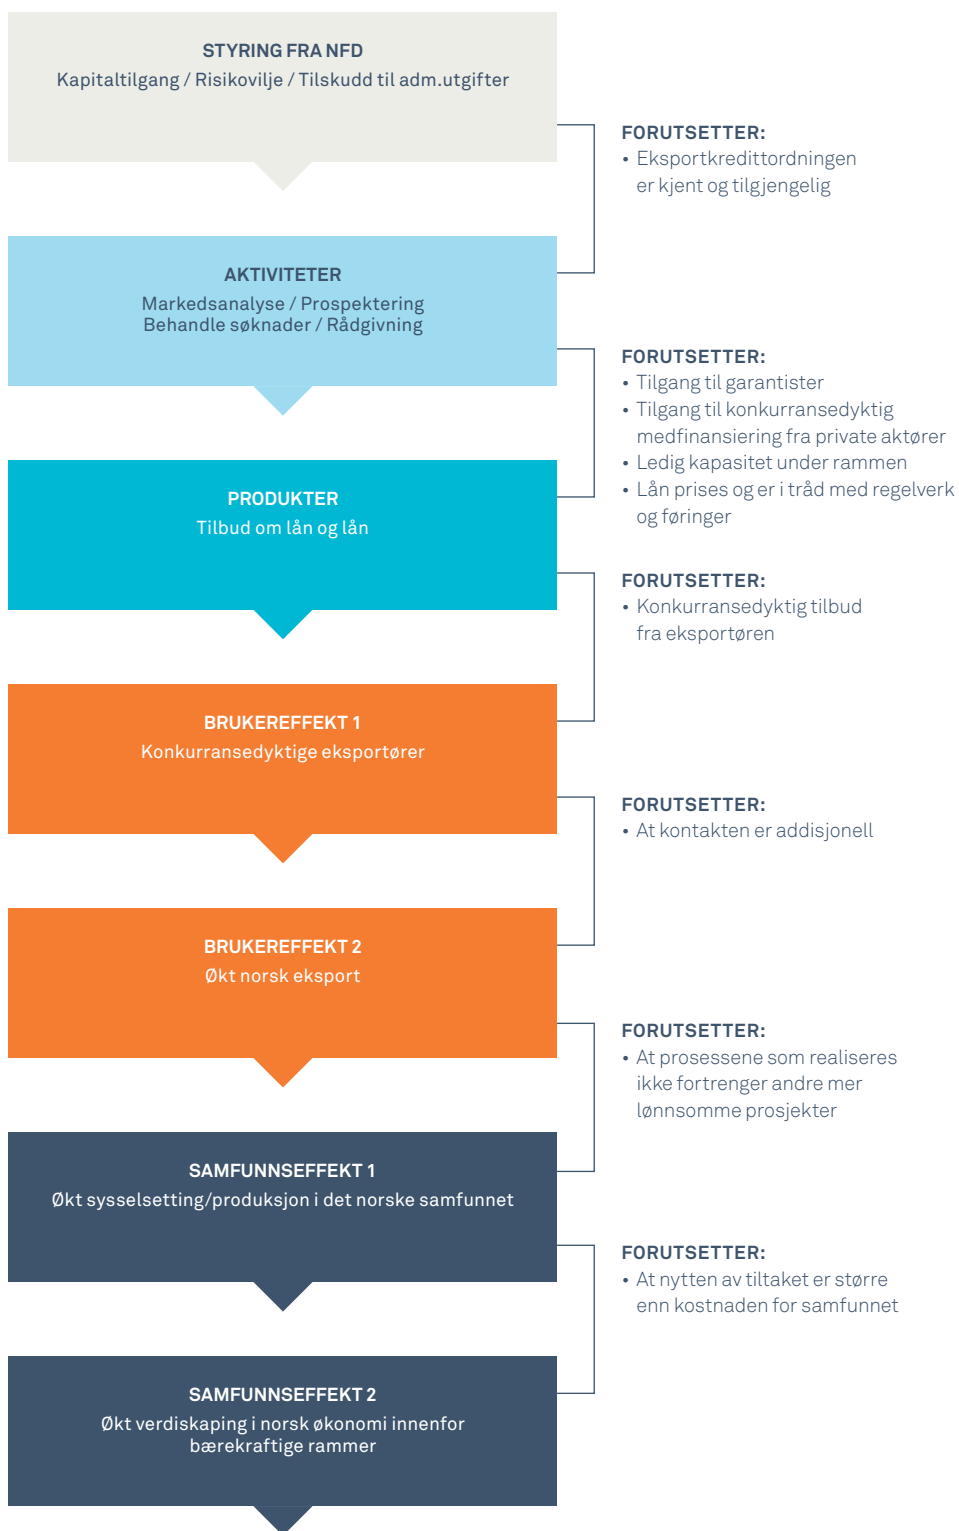 STYRING FRA NFD
Kapitaltilgang / Risikovilje / Tilskudd til adm.utgifter
FORUTSETTER:
• Eksportkredittordningen
er kjent og tilgjengelig
AKTIVITETER
Markedsanalyse / Prospektering
Behandle søknader / Rådgivning
FORUTSETTER:
• Tilgang til garantister
• Tilgang til konkurransedyktig
medfinansiering fra private aktører
• Ledig kapasitet under rammen
• Lån prises og er i tråd med regelverk
og føringer
PRODUKTER
Tilbud om lån og lån
FORUTSETTER:
• Konkurransedyktig tilbud
fra eksportøren
BRUKEREFFEKT 1
Konkurransedyktige eksportører
FORUTSETTER:
• At kontakten er addisjonell
BRUKEREFFEKT 2
Økt norsk eksport
FORUTSETTER:
• At prosessene som realiseres
ikke fortrenger andre mer
lønnsomme prosjekter
SAMFUNNSEFFEKT 1
Økt sysselsetting/produksjon i det norske samfunnet
FORUTSETTER:
• At nytten av tiltaket er større
enn kostnaden for samfunnet
SAMFUNNSEFFEKT 2
Økt verdiskaping i norsk økonomi innenfor
bærekraftige rammer